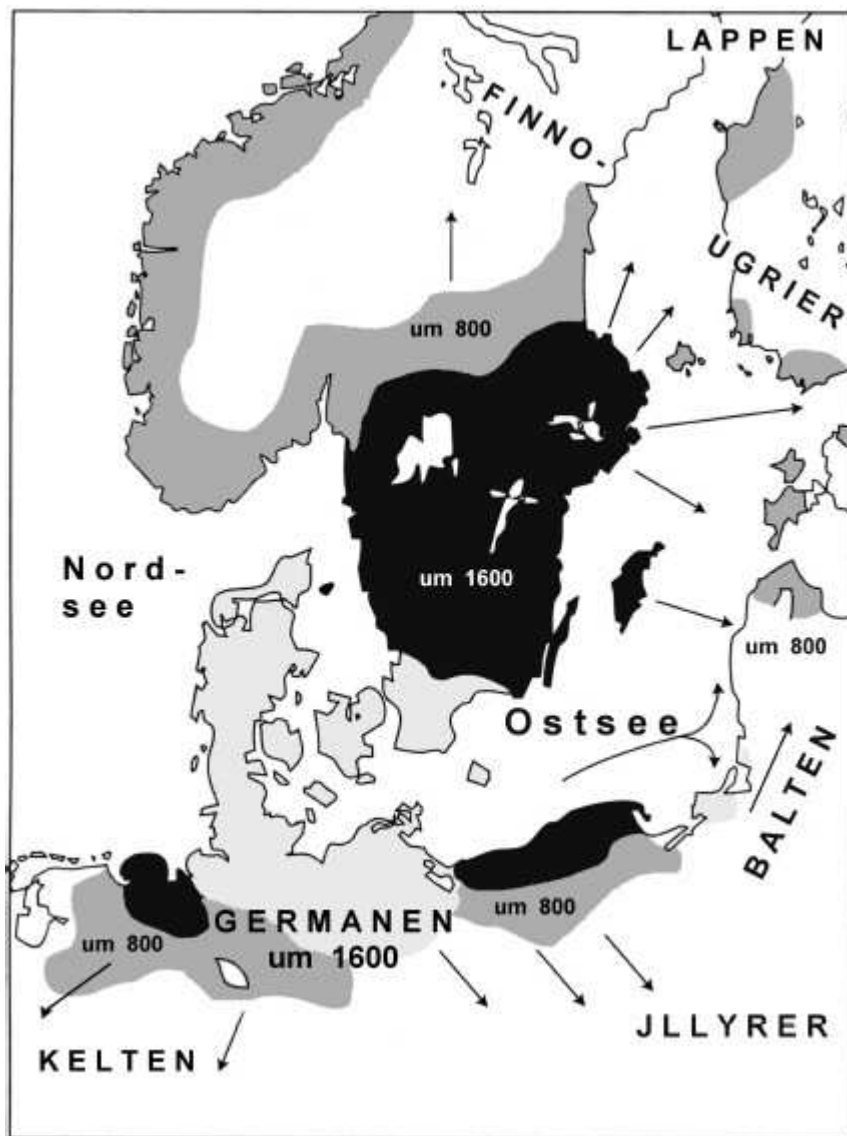 LAPPEN
FINNO-
UGRIER
um 800
Nord-
see
um 1600
um 800
Ostsee
BALTEN
um 800
GERMANEN
um 1600
um 800
JLLYRER
KELTEN